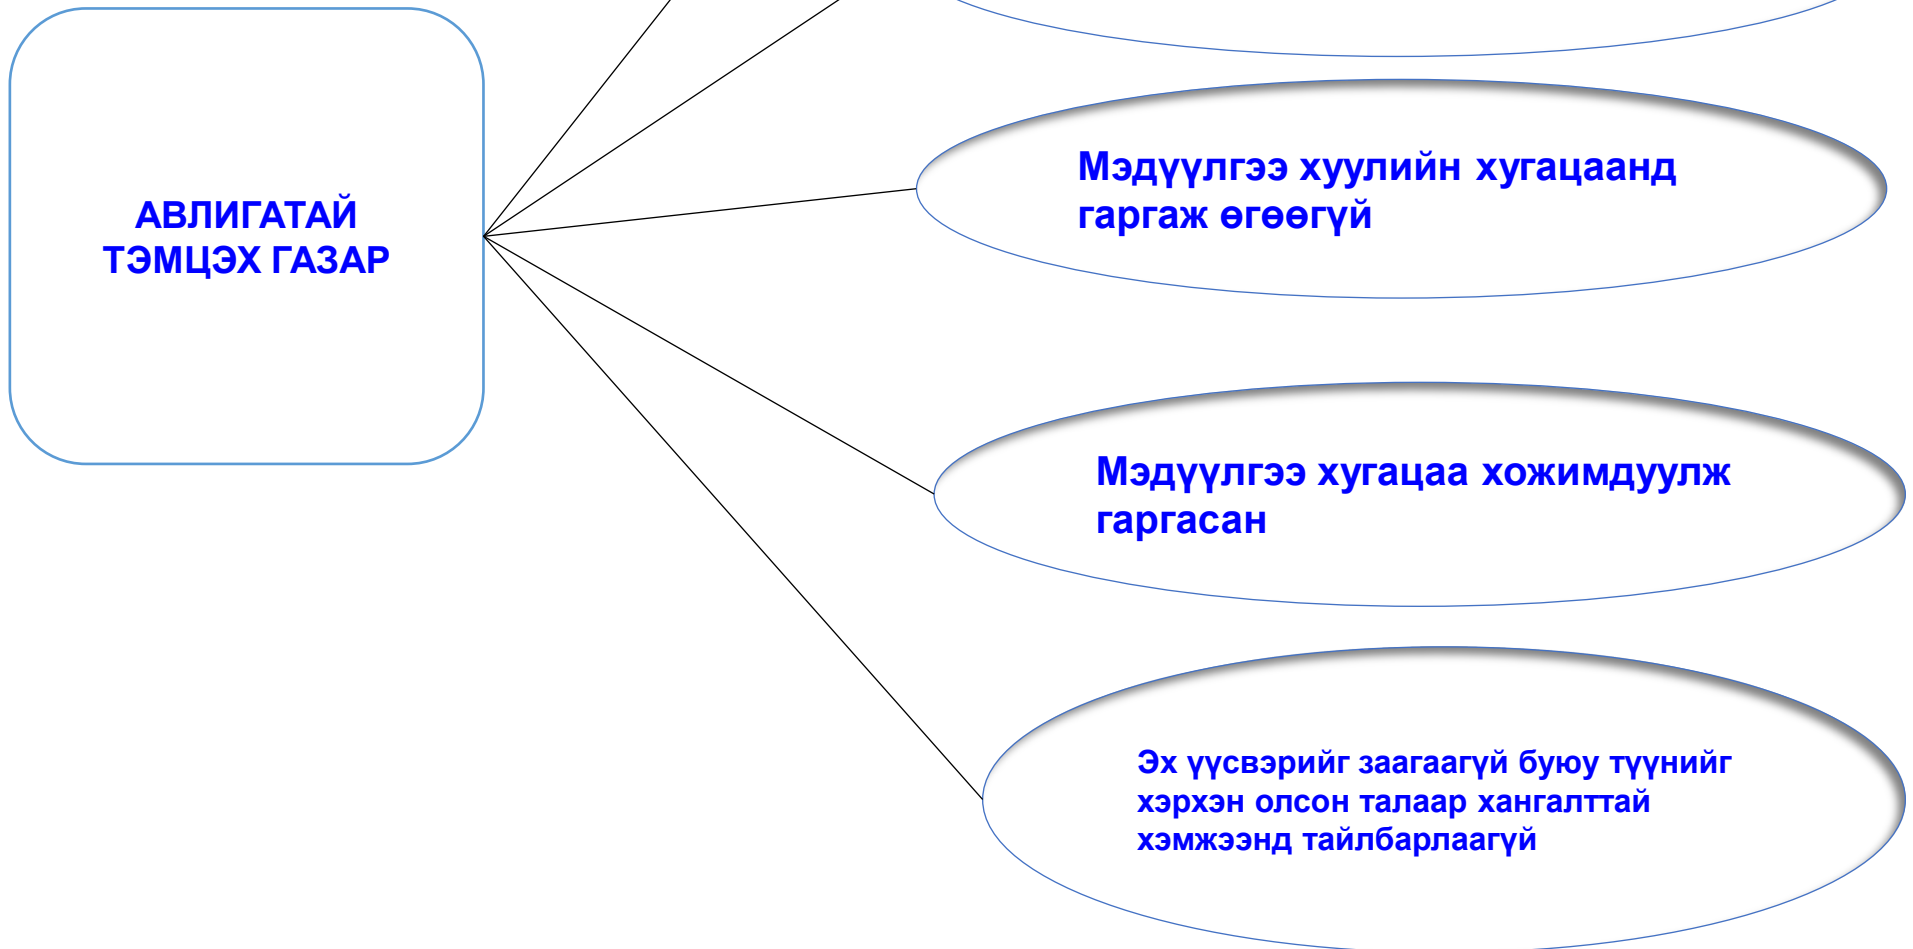 АВЛИГАТАЙ
ТЭМЦЭХ ГАЗАР
Мэдүүлгээ хуулийн хугацаанд
гаргаж өгөөгүй
Мэдүүлгээ хугацаа хожимдуулж
гаргасан
Эх үүсвэрийг заагаагүй буюу түүнийг
хэрхэн олсон талаар хангалттай
хэмжээнд тайлбарлаагүй